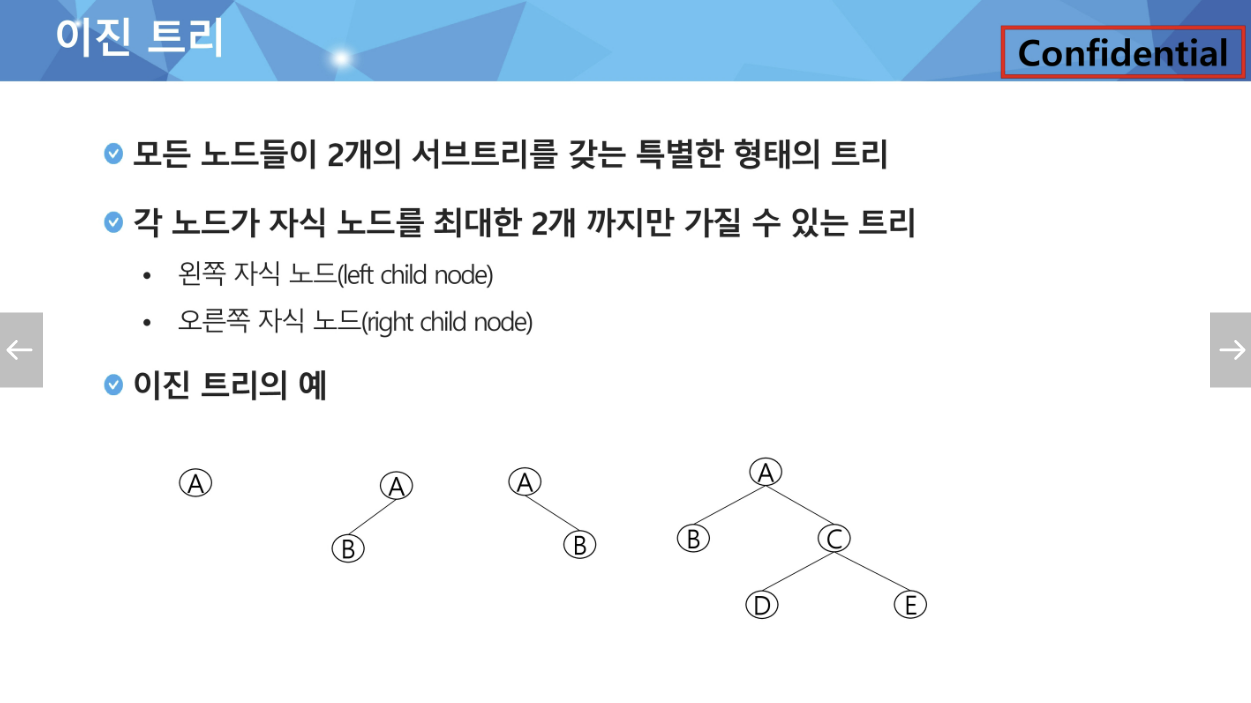 이진 트리
Confidential
모든 노드들이 2개의 서브트리를 갖는 특별한 형태의 트리
각 노드가 자식 노드를 최대한 2개 까지만 가질 수 있는 트리
• 왼쪽 자식 노드(left child node)
• 오른쪽 자식 노드(right child node)
이진 트리의 예
A
A
B
A
B
A
B
C
D
E